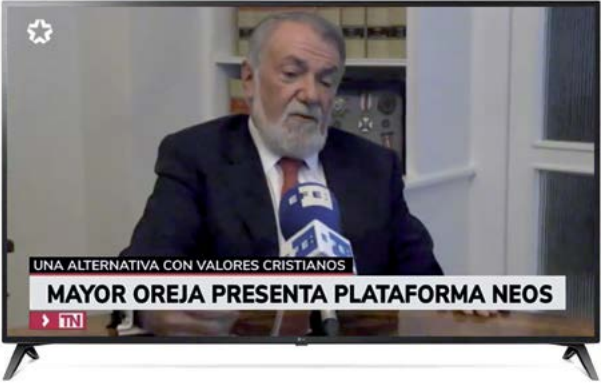 UNA ALTERNATIVA CON VALORES CRISTIANOS
MAYOR OREJA PRESENTA PLATAFORMA NEOS
TN